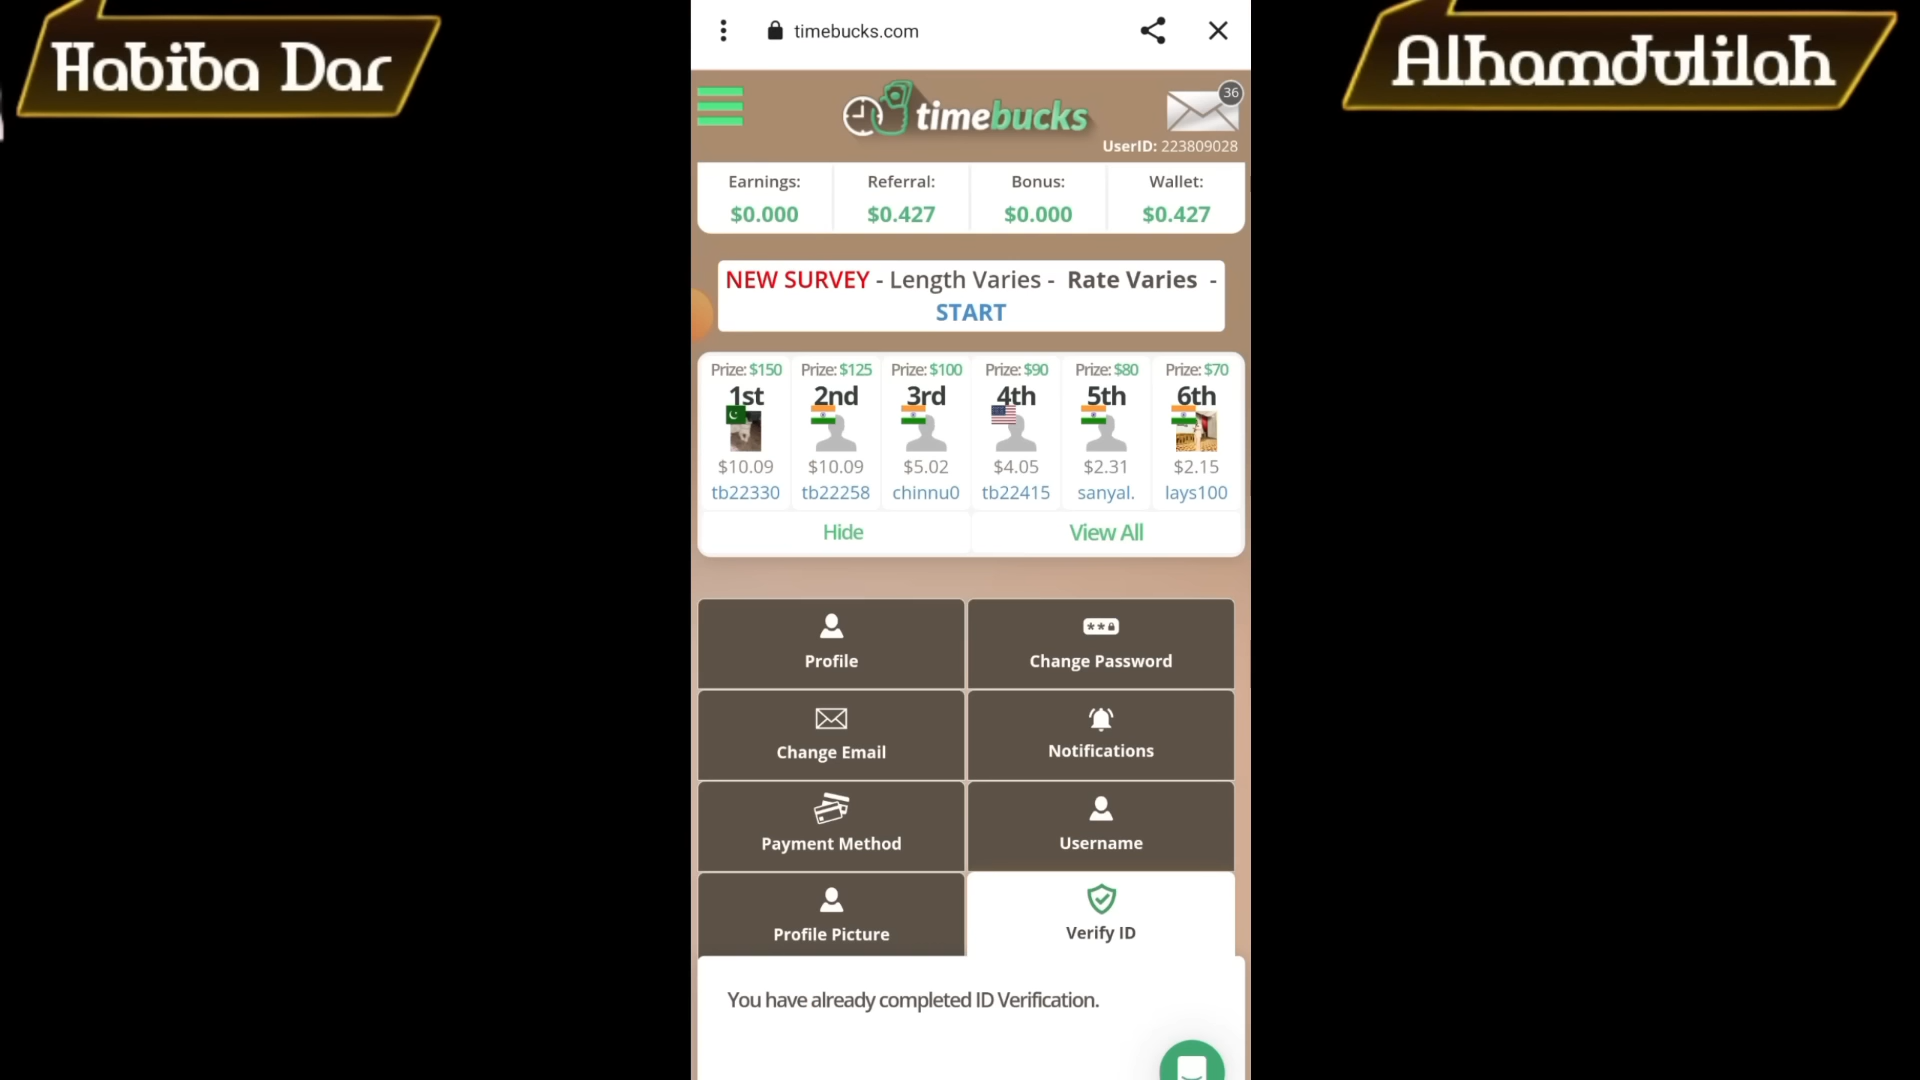 Habiba Dar
Alhamdulilah
timebucks.com
timebucks
36
UserID: 223809028
Earnings: Referral: Bonus: Wallet:
$0.000 $0.427 $0.000 $0.427
NEW SURVEY - Length Varies - Rate Varies -
START
Prize: $150 Prize: $125 Prize: $100 Prize: $90 Prize: $80 Prize: $70
1st 2nd 3rd 4th 5th 6th
$10.09 $10.09 $5.02 $4.05 $2.31 $2.15
tb22330 tb22258 chinnu0 tb22415 sanyal. lays100
Hide View All
Profile Change Password
Change Email Notifications
Payment Method Username
Profile Picture Verify ID
You have already completed ID Verification.